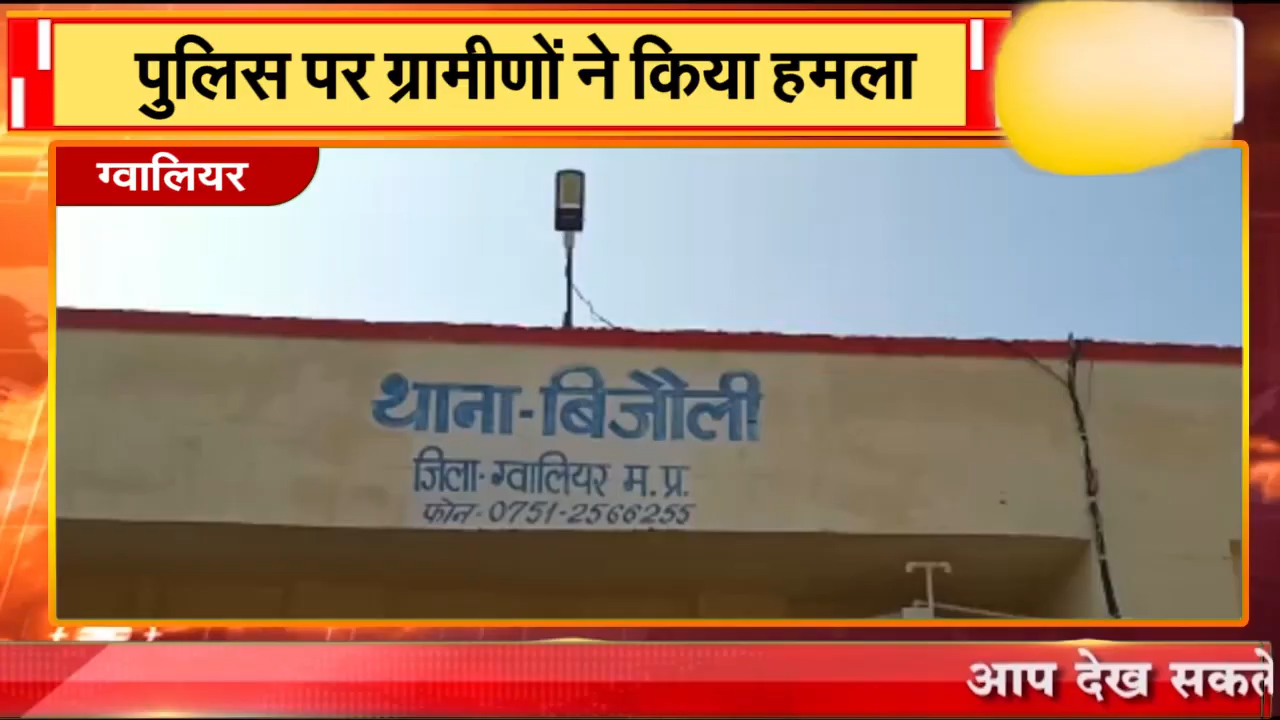 पुलिस पर ग्रामीणों ने किया हमला
ग्वालियर
थाना-बिजौली
जिला-ग्वालियर म.प्र.
फोन-0751-2566255
आप देख सकते